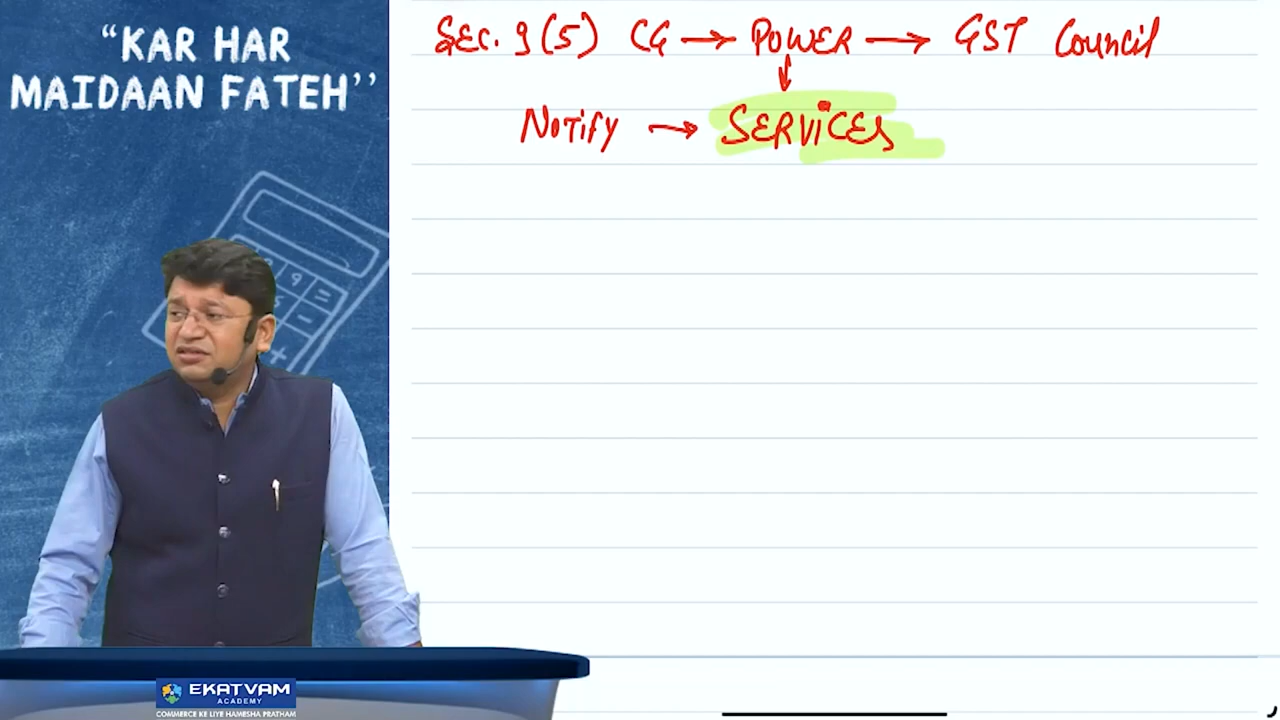 “KAR HAR
MAIDAAN FATEH’’
SEC. 9(5) CG → POWER → GST Council
↓
Notify → SERVICES
EKATVAM
ACADEMY
COMMERCE KE LIYE HAMESHA PRATHAM